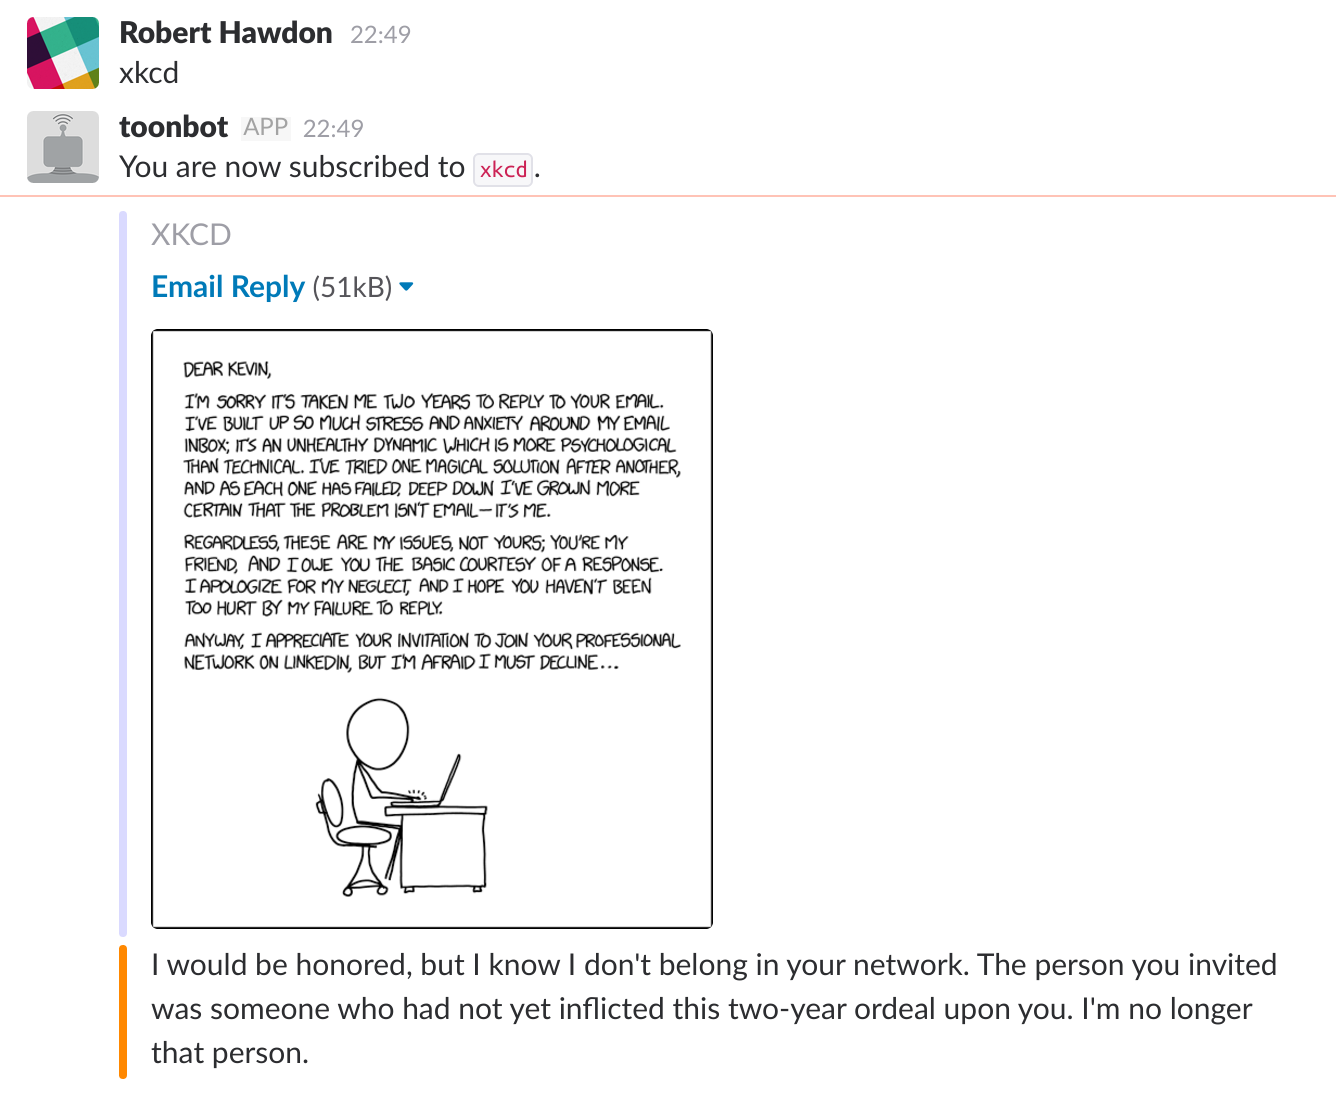 Robert Hawdon 22:49
xkcd
toonbot APP 22:49
You are now subscribed to xkcd.
XKCD
Email Reply (51kB)
DEAR KEVIN,
I'M SORRY IT'S TAKEN ME TWO YEARS TO REPLY TO YOUR EMAIL.
I'VE BUILT UP SO MUCH STRESS AND ANXIETY AROUND MY EMAIL
INBOX; IT'S AN UNHEALTHY DYNAMIC WHICH IS MORE PSYCHOLOGICAL
THAN TECHNICAL. I'VE TRIED ONE MAGICAL SOLUTION AFTER ANOTHER,
AND AS EACH ONE HAS FAILED, DEEP DOWN I'VE GROWN MORE
CERTAIN THAT THE PROBLEM ISN'T EMAIL—IT'S ME.
REGARDLESS, THESE ARE MY ISSUES, NOT YOURS; YOU'RE MY
FRIEND, AND I OWE YOU THE BASIC COURTESY OF A RESPONSE.
I APOLOGIZE FOR MY NEGLECT, AND I HOPE YOU HAVEN'T BEEN
TOO HURT BY MY FAILURE TO REPLY.
ANYWAY, I APPRECIATE YOUR INVITATION TO JOIN YOUR PROFESSIONAL
NETWORK ON LINKEDIN, BUT I'M AFRAID I MUST DECLINE...
I would be honored, but I know I don't belong in your network. The person you invited
was someone who had not yet inflicted this two-year ordeal upon you. I'm no longer
that person.